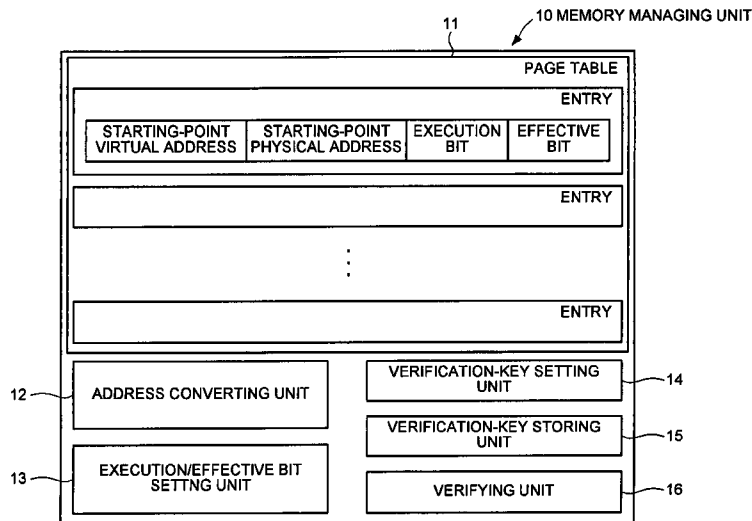 10 MEMORY MANAGING UNIT
11
PAGE TABLE
ENTRY
STARTING-POINT VIRTUAL ADDRESS
STARTING-POINT PHYSICAL ADDRESS
EXECUTION BIT
EFFECTIVE BIT
ENTRY
ENTRY
12
ADDRESS CONVERTING UNIT
VERIFICATION-KEY SETTING
UNIT
14
VERIFICATION-KEY STORING
UNIT
15
13
EXECUTION/EFFECTIVE BIT
SETTNG UNIT
VERIFYING UNIT
16